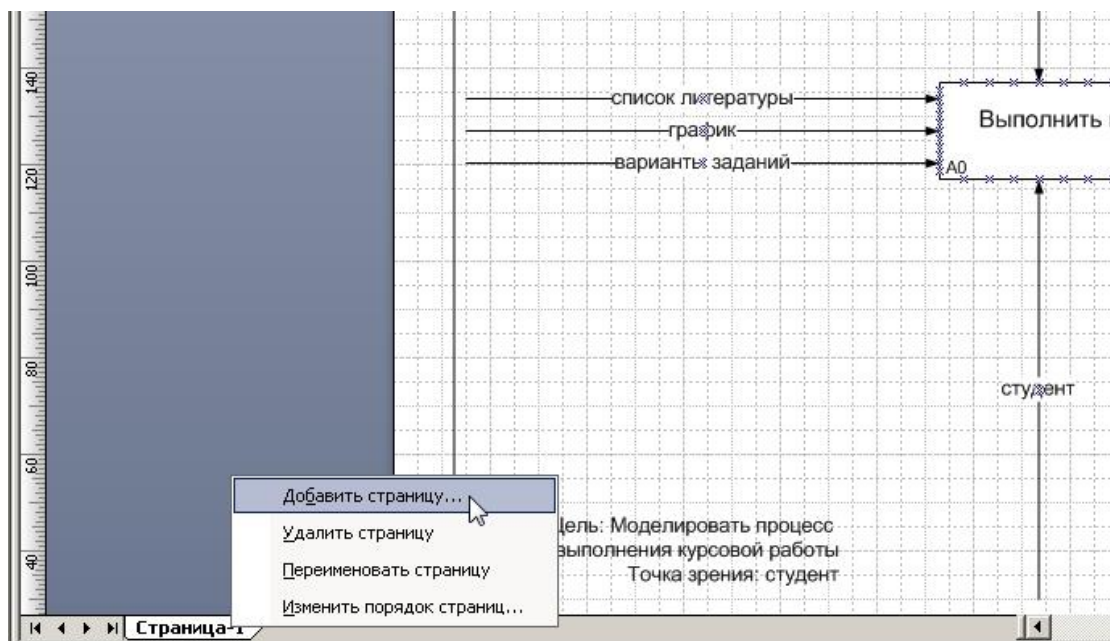 140
список литературы
график
Выполнить
варианты заданий
A0
120
100
80
студент
60
Добавить страницу...
Удалить страницу
Цель: Моделировать процесс
выполнения курсовой работы
Переименовать страницу
Точка зрения: студент
40
Изменить порядок страниц...
Страница-1